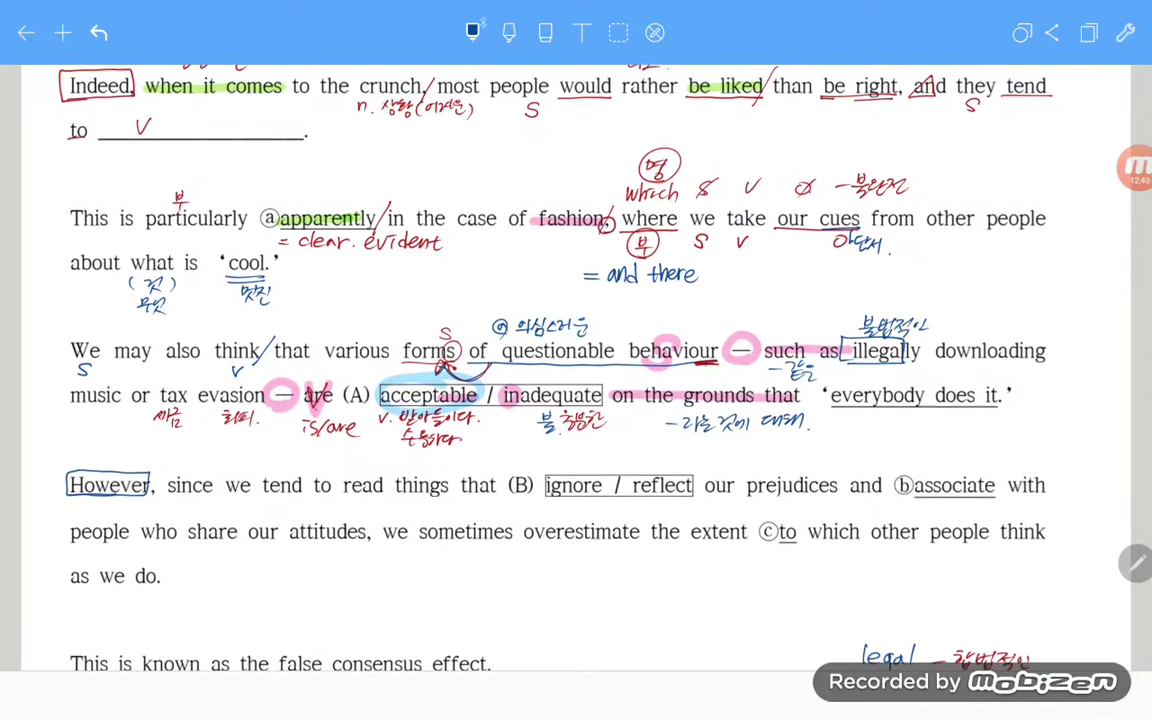 Indeed, when it comes to the crunch, most people would rather be liked than be right, and they tend
n. 상황(어려운) S S
to ____________________.
V
명
which S V O -불완전
부
This is particularly ⓐapparently in the case of fashion, where we take our cues from other people
= clear. evident 부 S V 단서.
about what is 'cool.' = and there
(것) 멋진
무엇
S 의심스러운 불법적인
We may also think that various forms of questionable behaviour — such as illegally downloading
S V S -같은
music or tax evasion — are (A) acceptable / inadequate on the grounds that 'everybody does it.'
세금 회피. is/are v. 받아들이다. 불.충분한 -라는 것에 대해.
수용하다
However, since we tend to read things that (B) ignore / reflect our prejudices and ⓑassociate with
people who share our attitudes, we sometimes overestimate the extent ⓒto which other people think
as we do.
This is known as the false consensus effect.
legal - 합법적인
Recorded by mobizen
12:43